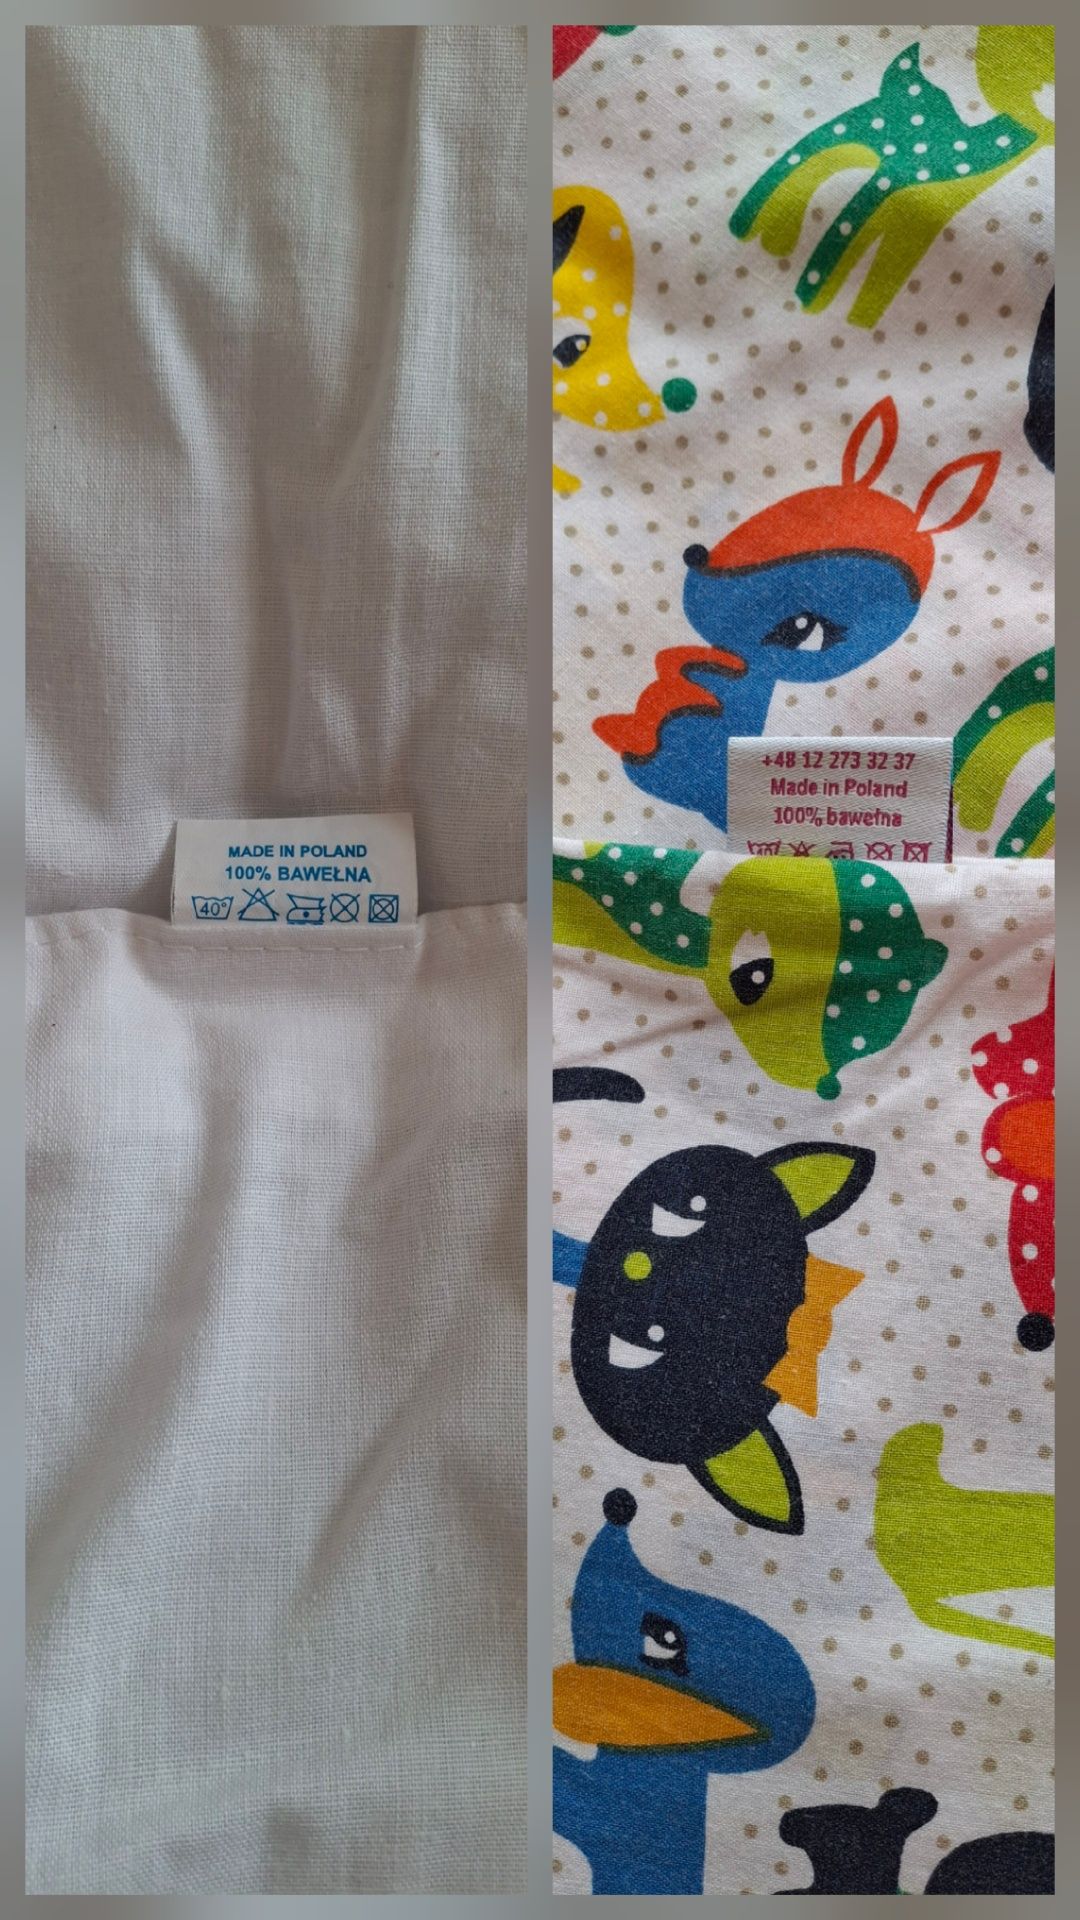 MADE IN POLAND
100% BAWEŁNA
40°
+48 12 273 32 37
Made in Poland
100% bawełna